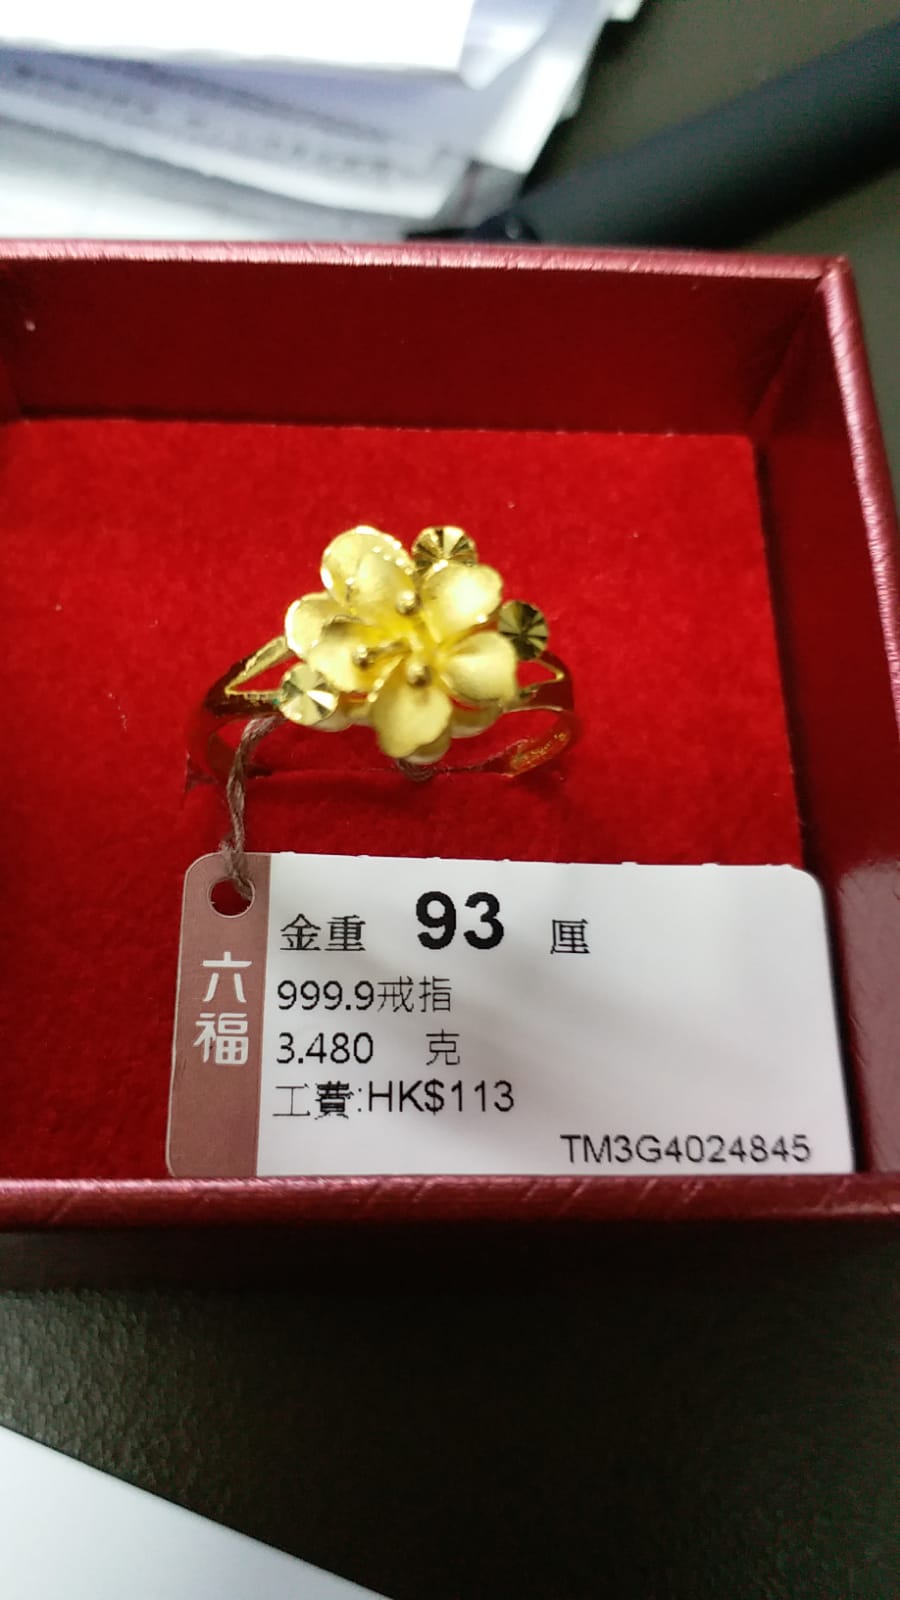 六福
金重 93 厘
999.9戒指
3.480 克
工費:HK$113
TM3G4024845